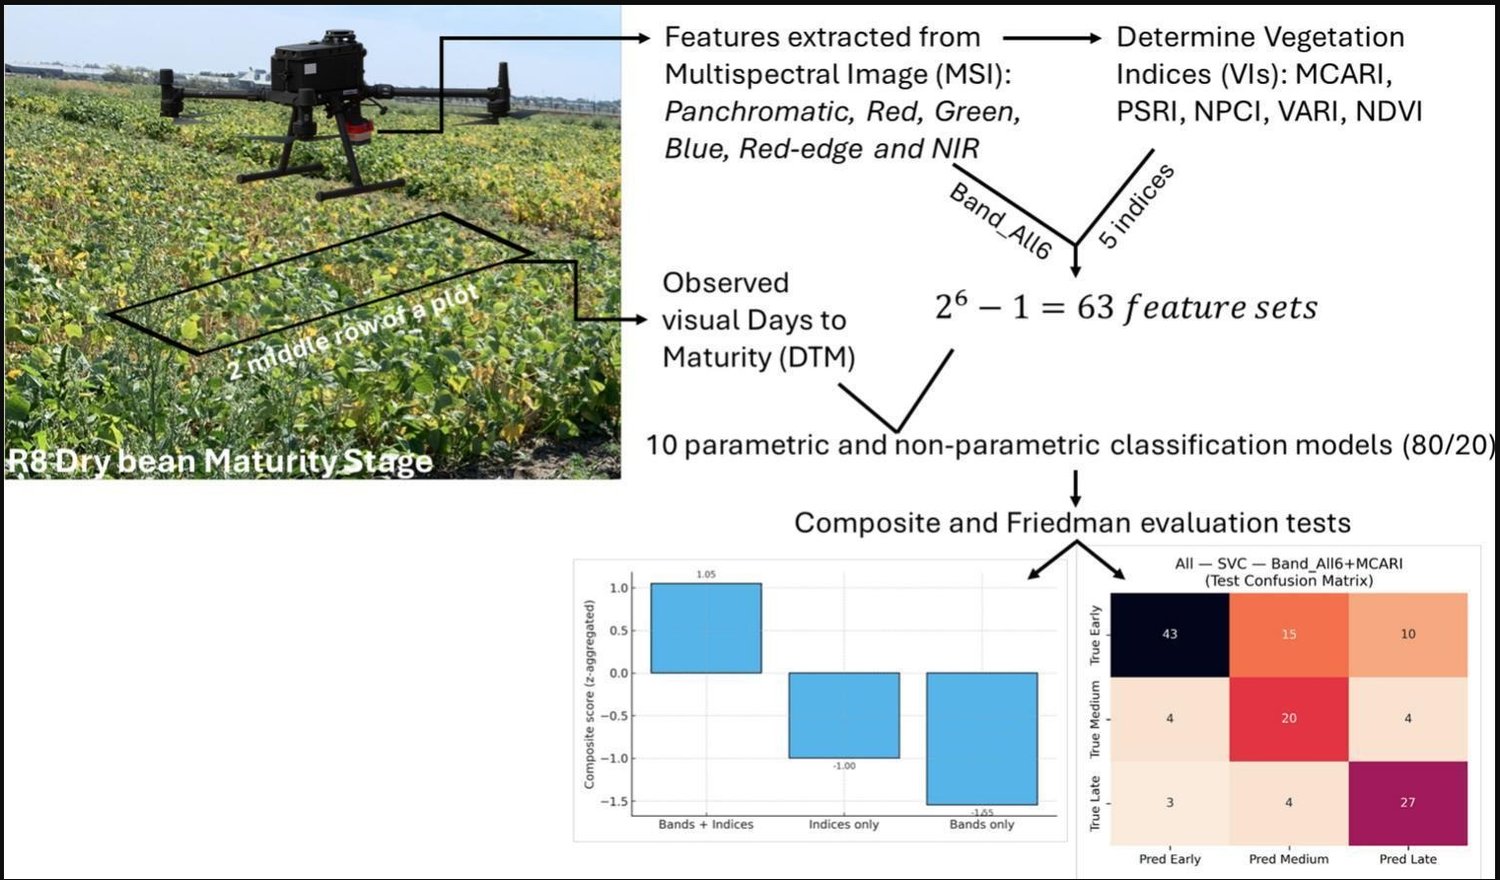 Features extracted from
Multispectral Image (MSI):
Panchromatic, Red, Green,
Blue, Red-edge and NIR
Determine Vegetation
Indices (VIs): MCARI,
PSRI, NPCI, VARI, NDVI
Band_All6
5 indices
2 middle row of a plot
R8 Dry bean Maturity Stage
Observed
visual Days to
Maturity (DTM)
2⁶ − 1 = 63 feature sets
10 parametric and non-parametric classification models (80/20)
Composite and Friedman evaluation tests
Composite score (z-aggregated)
1.0
0.5
0.0
−0.5
−1.0
−1.5
1.05
-1.00
-1.55
Bands + Indices
Indices only
Bands only
All — SVC — Band_All6+MCARI
(Test Confusion Matrix)
True Early
43 15 10
True Medium
4 20 4
True Late
3 4 27
Pred Early Pred Medium Pred Late